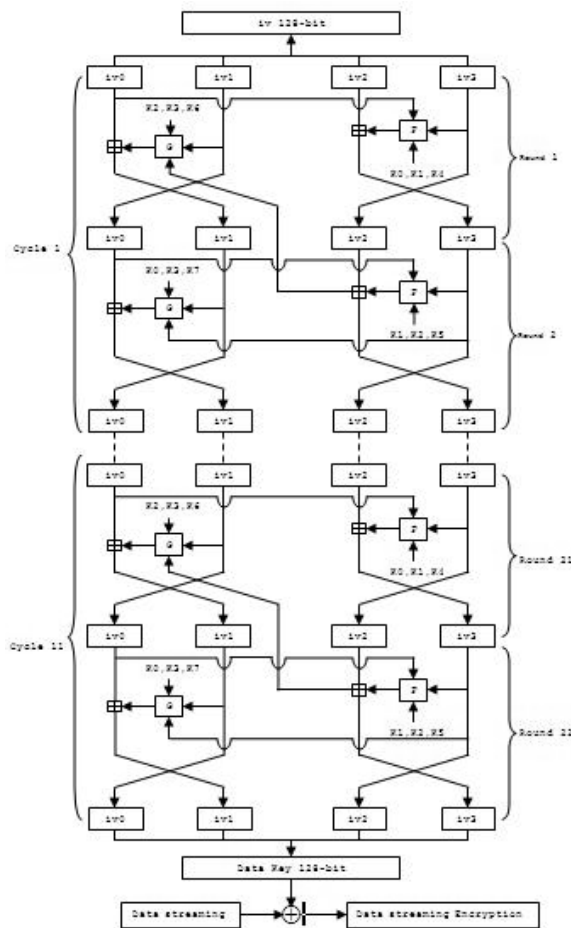 iv 128-bit
iv0 iv1 iv2 iv3
K2,K3,K6
G F
K0,K1,K4
Round 1
iv0 iv1 iv2 iv3
Cycle 1
K0,K3,K7
G F
K1,K2,K5
Round 2
iv0 iv1 iv2 iv3
iv0 iv1 iv2 iv3
K2,K3,K6
G F
K0,K1,K4
Round 21
iv0 iv1 iv2 iv3
Cycle 11
K0,K3,K7
G F
K1,K2,K5
Round 22
iv0 iv1 iv2 iv3
Data Key 128-bit
Data streaming
Data streaming Encryption